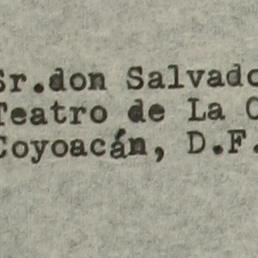 Sr.don Salvado
Teatro de La C
Coyoacán, D.F.